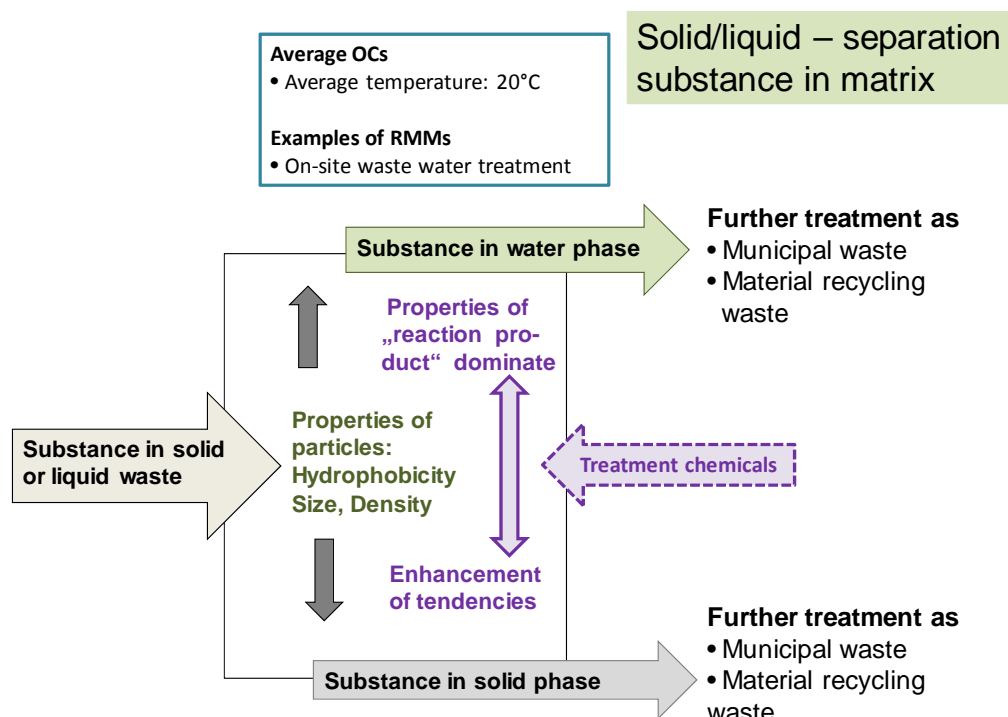 Solid/liquid – separation
substance in matrix
Average OCs
• Average temperature: 20°C
Examples of RMMs
• On-site waste water treatment
Substance in water phase
Further treatment as
• Municipal waste
• Material recycling
waste
Properties of
„reaction pro-
duct“ dominate
Properties of
particles:
Hydrophobicity
Size, Density
Substance in solid
or liquid waste
Treatment chemicals
Enhancement
of tendencies
Substance in solid phase
Further treatment as
• Municipal waste
• Material recycling
waste